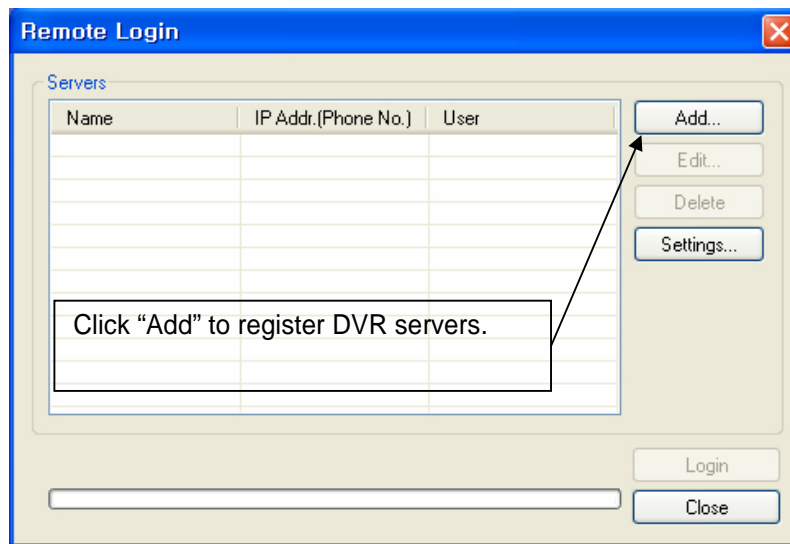 Remote Login
Servers
Name IP Addr.(Phone No.) User
Add...
Edit...
Delete
Settings...
Click “Add” to register DVR servers.
Login
Close